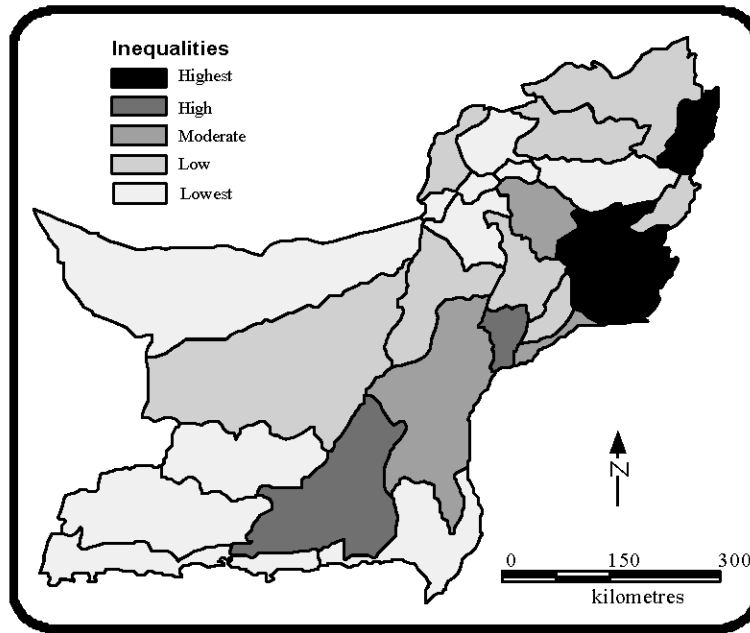 Inequalities
Highest
High
Moderate
Low
Lowest
N
0 150 300
kilometres